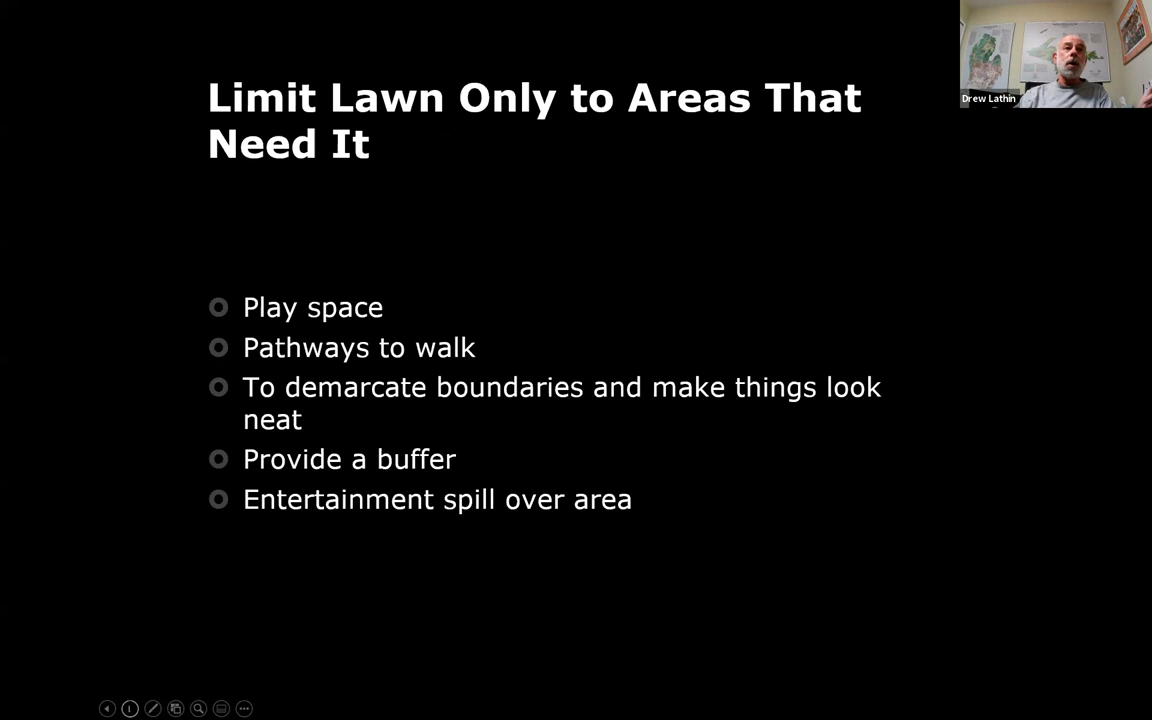 Limit Lawn Only to Areas That
Need It
Drew Lathin
Play space
Pathways to walk
To demarcate boundaries and make things look
neat
Provide a buffer
Entertainment spill over area